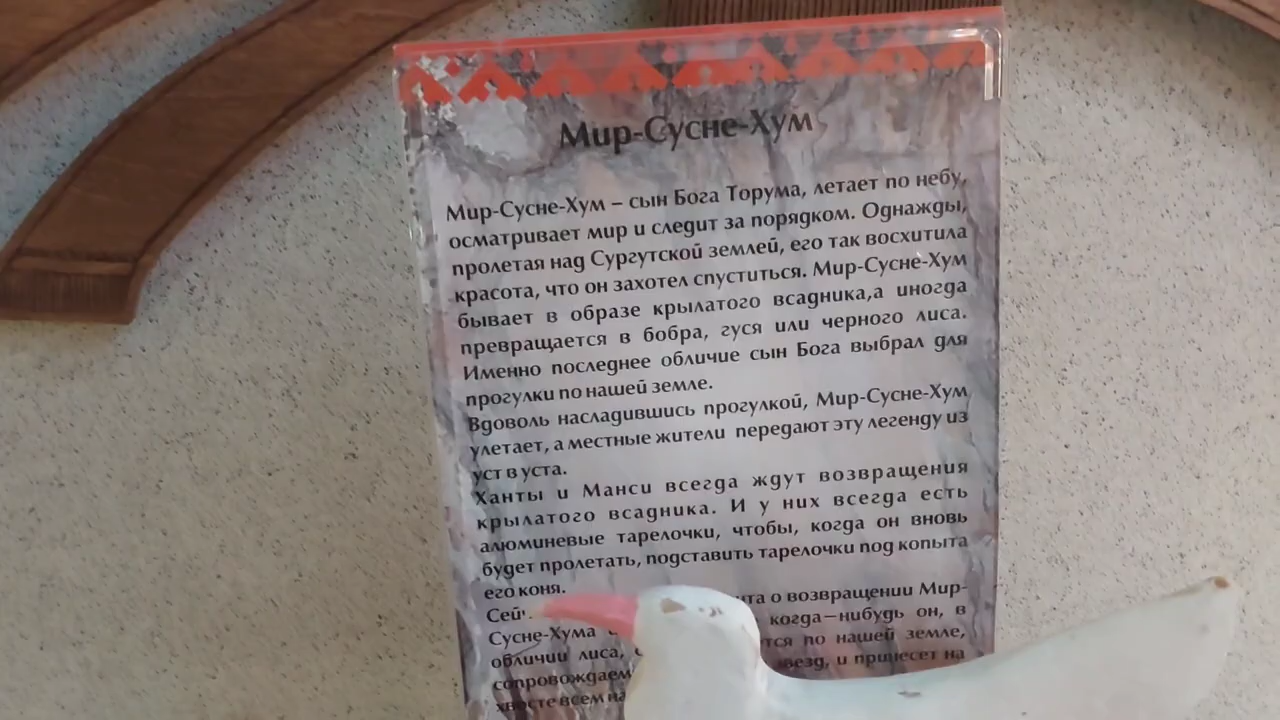 Мир-Сусне-Хум
Мир-Сусне-Хум – сын Бога Торума, летает по небу,
осматривает мир и следит за порядком. Однажды,
пролетая над Сургутской землей, его так восхитила
красота, что он захотел спуститься. Мир-Сусне-Хум
бывает в образе крылатого всадника,а иногда
превращается в бобра, гуся или черного лиса.
Именно последнее обличие сын Бога выбрал для
прогулки по нашей земле.
Вдоволь насладившись прогулкой, Мир-Сусне-Хум
улетает, а местные жители передают эту легенду из
уст в уста.
Ханты и Манси всегда ждут возвращения
крылатого всадника. И у них всегда есть
алюминевые тарелочки, чтобы, когда он вновь
будет пролетать, подставить тарелочки под копыта
его коня.
о возвращении Мир-
Сусне-Хума когда–нибудь он, в
обличии лиса, по нашей земле,
и принесет на
хвосте всем